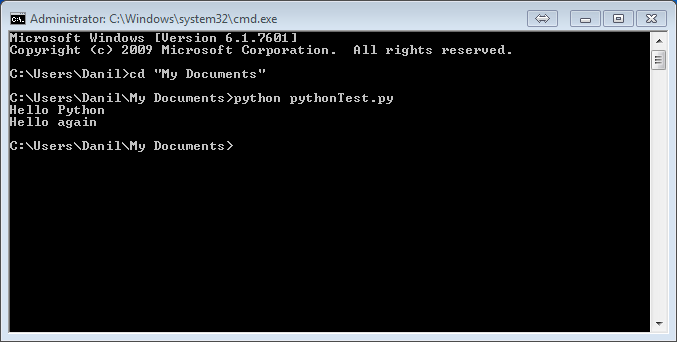 Administrator: C:\Windows\system32\cmd.exe
Microsoft Windows [Version 6.1.7601]
Copyright (c) 2009 Microsoft Corporation.  All rights reserved.
C:\Users\Danil>cd "My Documents"
C:\Users\Danil\My Documents>python pythonTest.py
Hello Python
Hello again
C:\Users\Danil\My Documents>